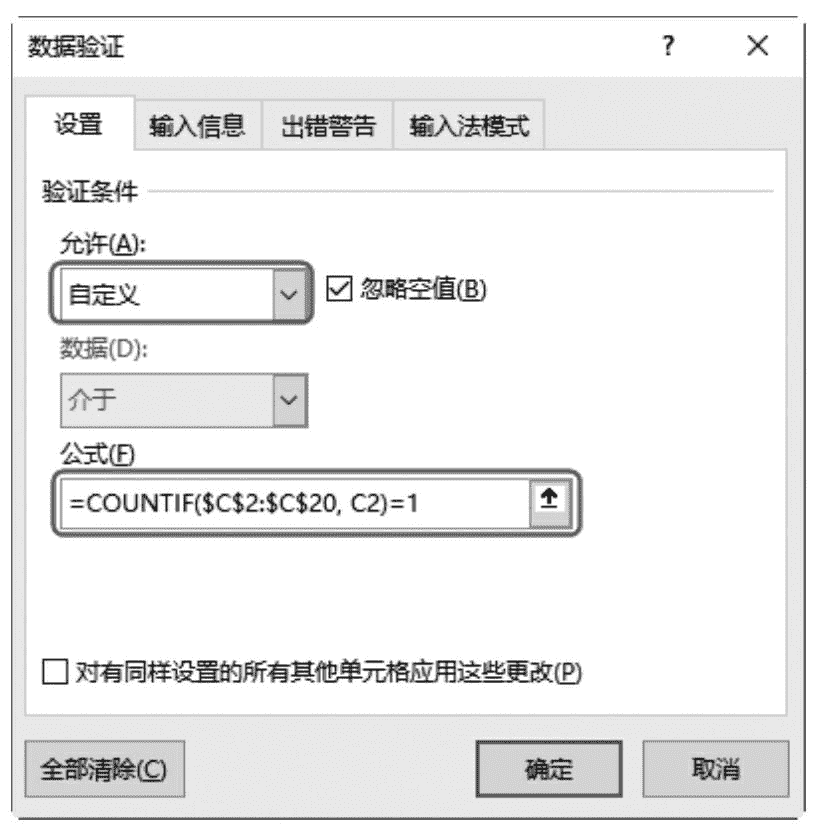 数据验证 ?
设置 输入信息 出错警告 输入法模式
验证条件
允许(A):
自定义 忽略空值(B)
数据(D):
介于
公式(F)
=COUNTIF($C$2:$C$20, C2)=1
对有同样设置的所有其他单元格应用这些更改(P)
全部清除(C) 确定 取消